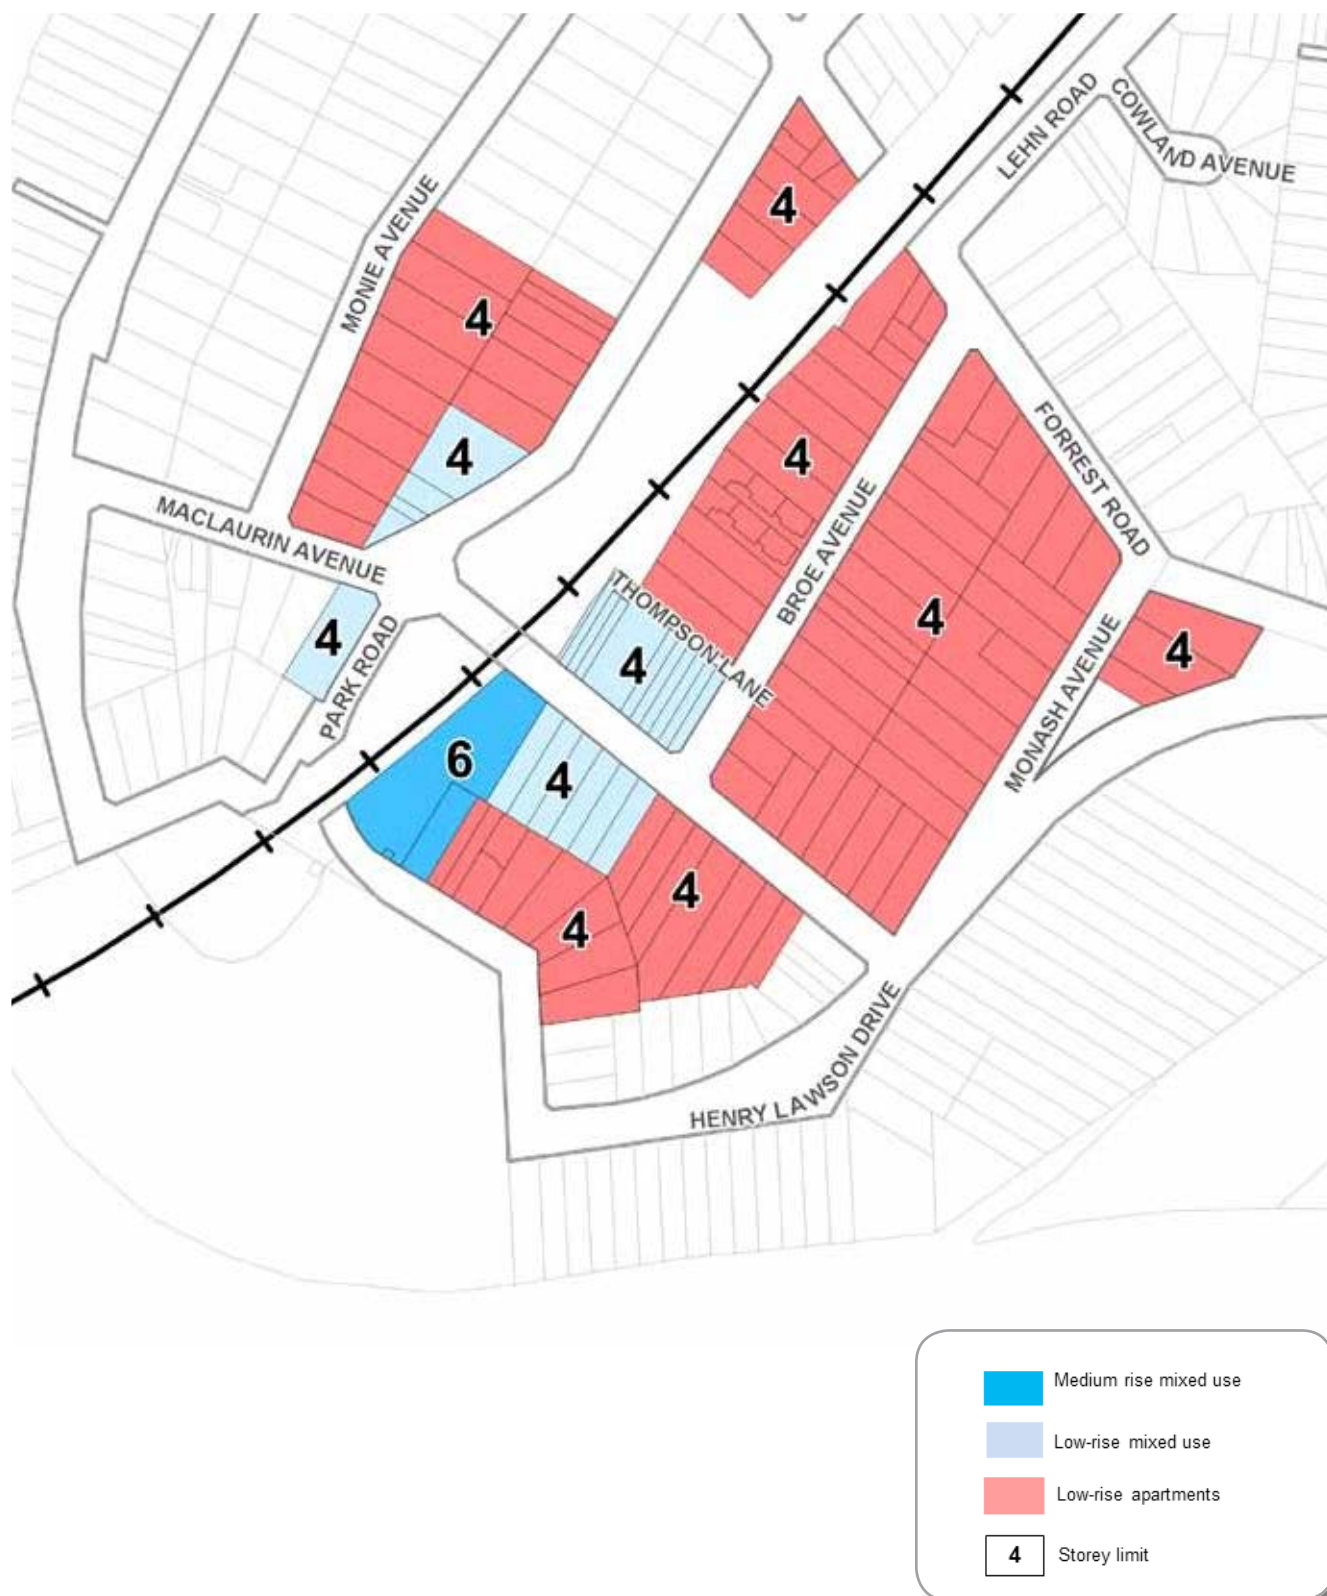 LEHN ROAD
COWLAND AVENUE
MONIE AVENUE
4
4
4
4
FORREST ROAD
MACLAURIN AVENUE
BROE AVENUE
THOMPSON LANE
4
4
4
4
PARK ROAD
MONASH AVENUE
6
4
4
4
HENRY LAWSON DRIVE
Medium rise mixed use
Low-rise mixed use
Low-rise apartments
4 Storey limit